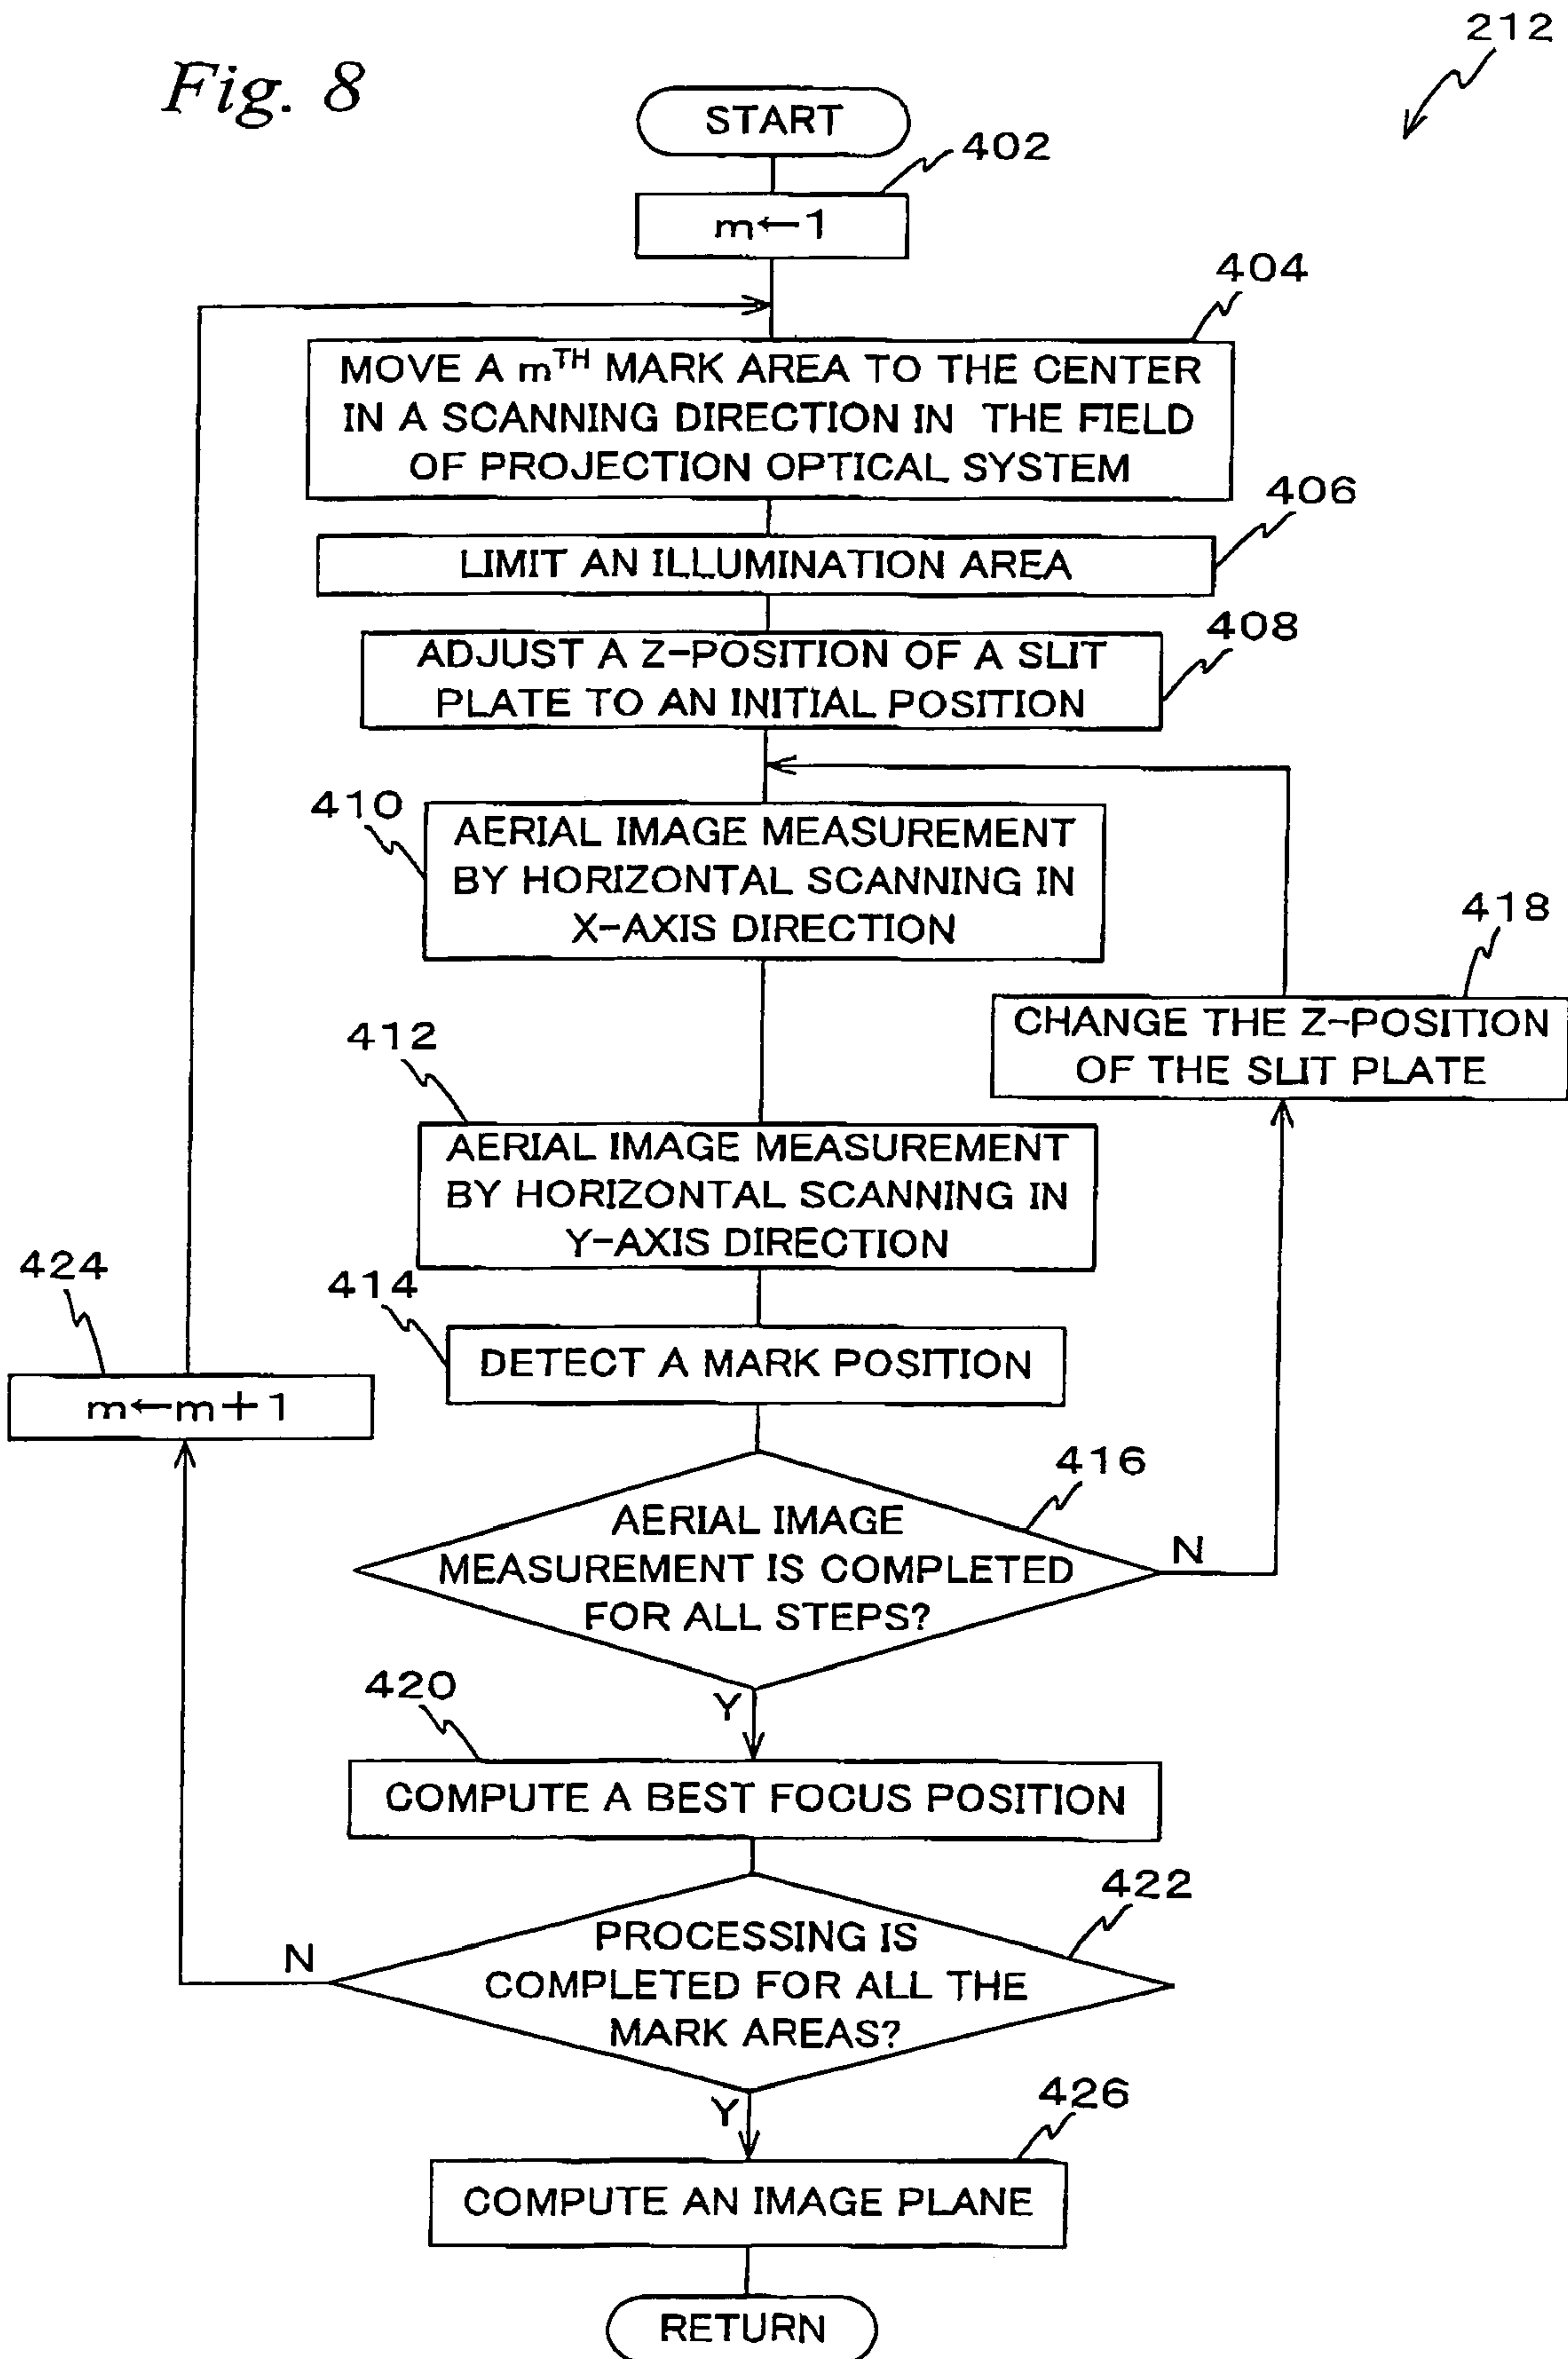 Fig. 8
212
START
402
m←1
404
MOVE A mTH MARK AREA TO THE CENTER
IN A SCANNING DIRECTION IN THE FIELD
OF PROJECTION OPTICAL SYSTEM
406
LIMIT AN ILLUMINATION AREA
408
ADJUST A Z-POSITION OF A SLIT
PLATE TO AN INITIAL POSITION
410
AERIAL IMAGE MEASUREMENT
BY HORIZONTAL SCANNING IN
X-AXIS DIRECTION
418
CHANGE THE Z-POSITION
OF THE SLIT PLATE
412
AERIAL IMAGE MEASUREMENT
BY HORIZONTAL SCANNING IN
Y-AXIS DIRECTION
424
m←m+1
414
DETECT A MARK POSITION
416
AERIAL IMAGE
MEASUREMENT IS COMPLETED
FOR ALL STEPS?
N
Y
420
COMPUTE A BEST FOCUS POSITION
422
PROCESSING IS
COMPLETED FOR ALL THE
MARK AREAS?
N
Y
426
COMPUTE AN IMAGE PLANE
RETURN